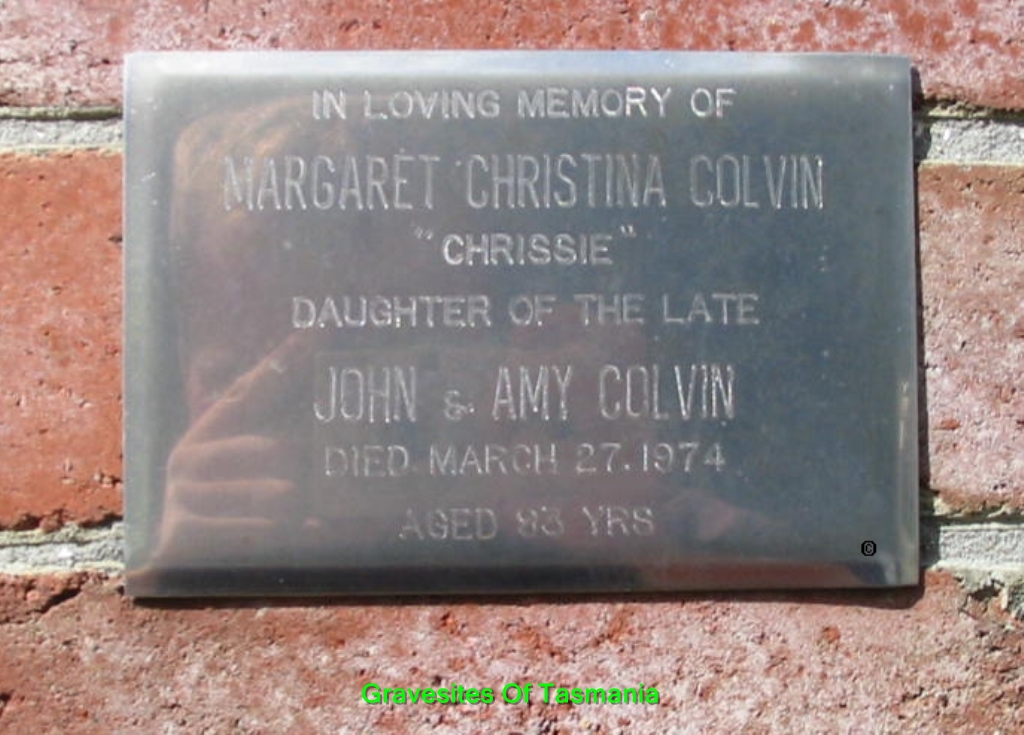 IN LOVING MEMORY OF
MARGARET CHRISTINA COLVIN
"CHRISSIE"
DAUGHTER OF THE LATE
JOHN & AMY COLVIN
DIED MARCH 27.1974
AGED 93 YRS
©
Gravesites Of Tasmania